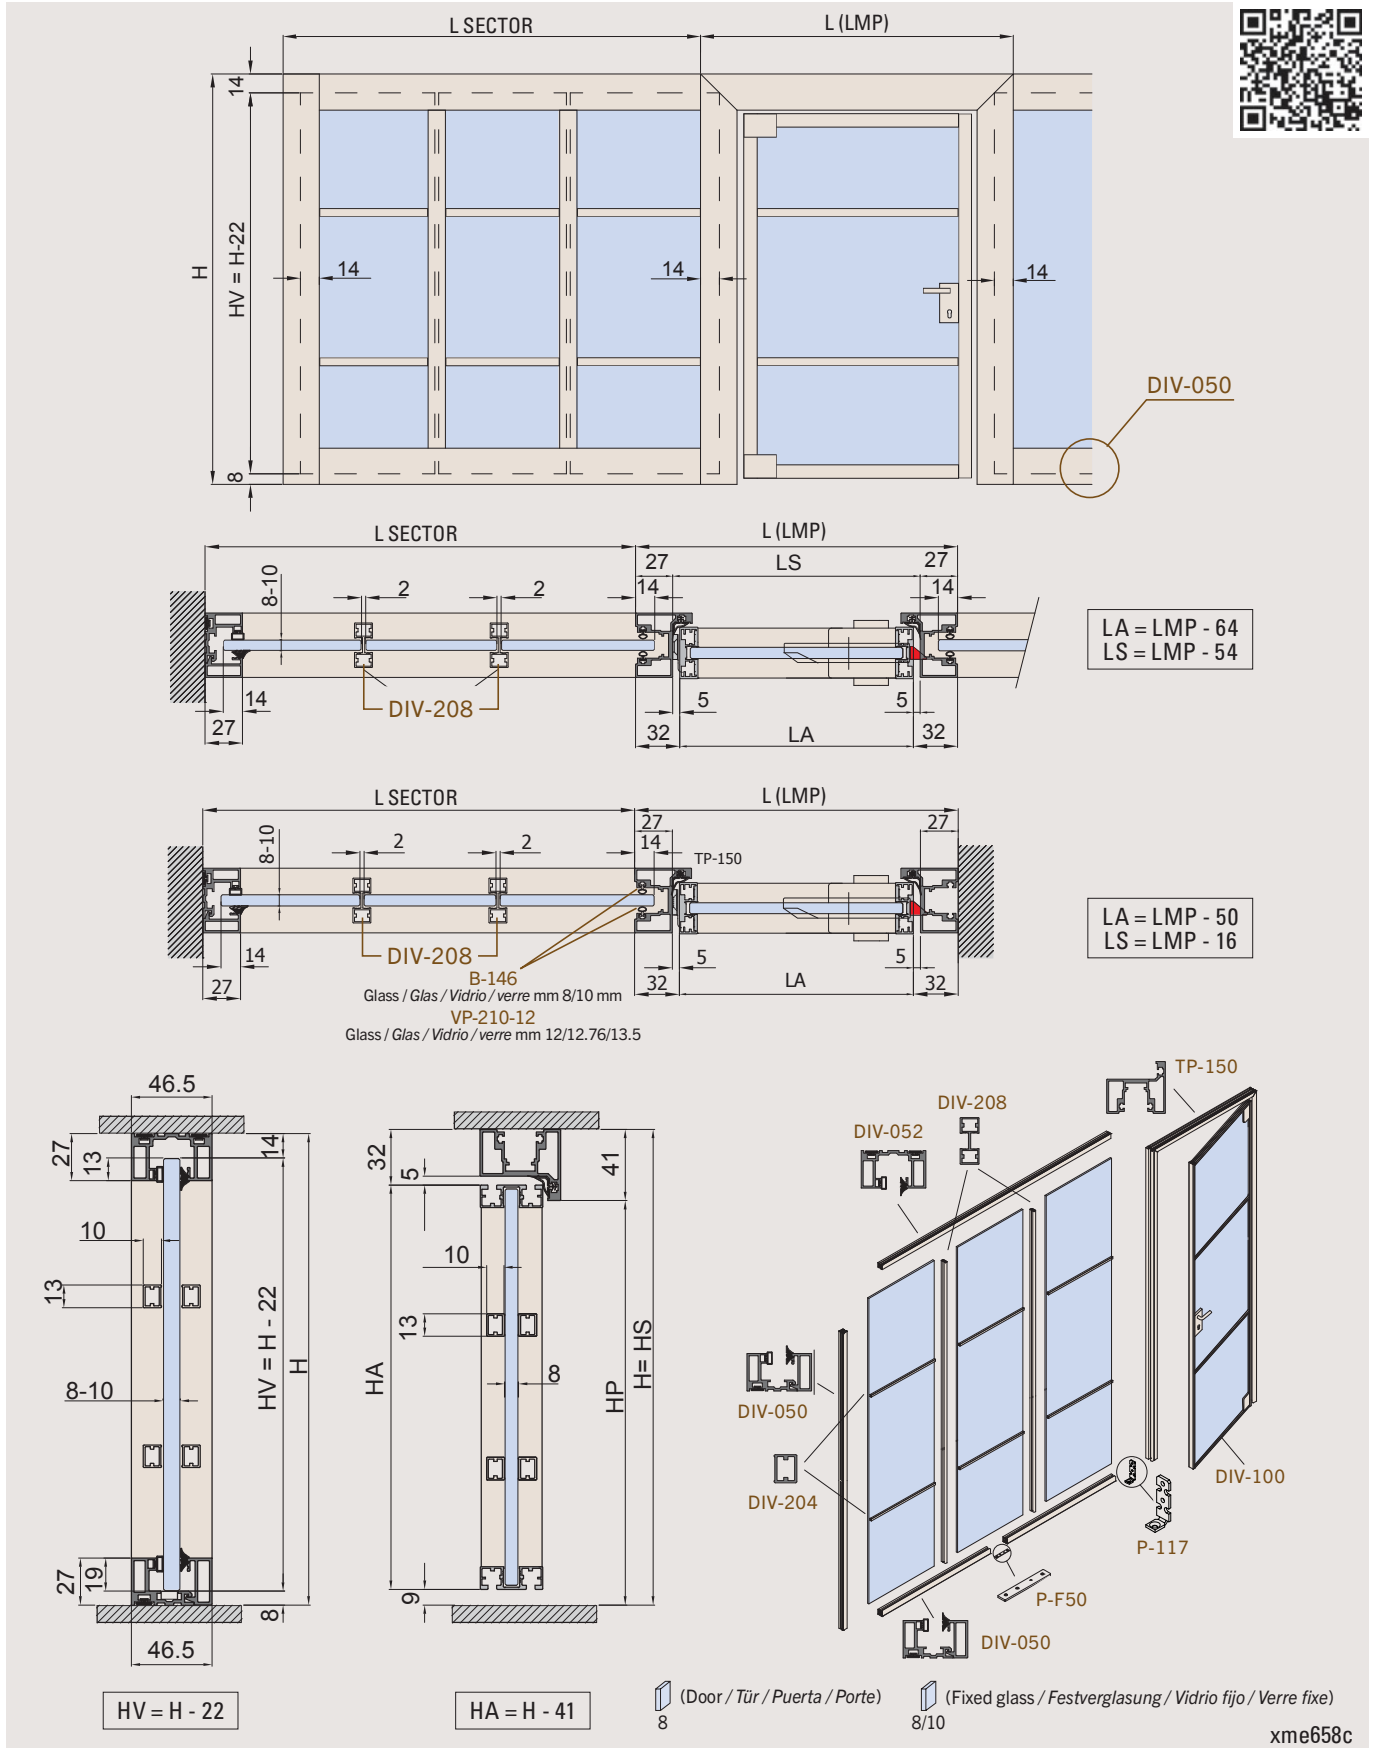 L SECTOR
L (LMP)
14
H
HV = H-22
14
14
14
DIV-050
8
L SECTOR
L (LMP)
27
LS
27
8-10
2
2
14
14
LA = LMP - 64
LS = LMP - 54
14
DIV-208
5
5
27
32
LA
32
L SECTOR
L (LMP)
27
27
8-10
2
2
14
TP-150
LA = LMP - 50
LS = LMP - 16
14
DIV-208
5
5
B-146
27
32
LA
32
Glass / Glas / Vidrio / verre mm 8/10 mm
VP-210-12
Glass / Glas / Vidrio / verre mm 12/12.76/13.5
46.5
27
13
14
10
13
8-10
HV = H - 22
H
27
19
8
46.5
HV = H - 22
32
5
41
10
13
HA
8
HP
H= HS
9
HA = H - 41
TP-150
DIV-208
DIV-052
DIV-050
DIV-204
DIV-100
P-117
P-F50
DIV-050
(Door / Tür / Puerta / Porte)
8
(Fixed glass / Festverglasung / Vidrio fijo / Verre fixe)
8/10
xme658c